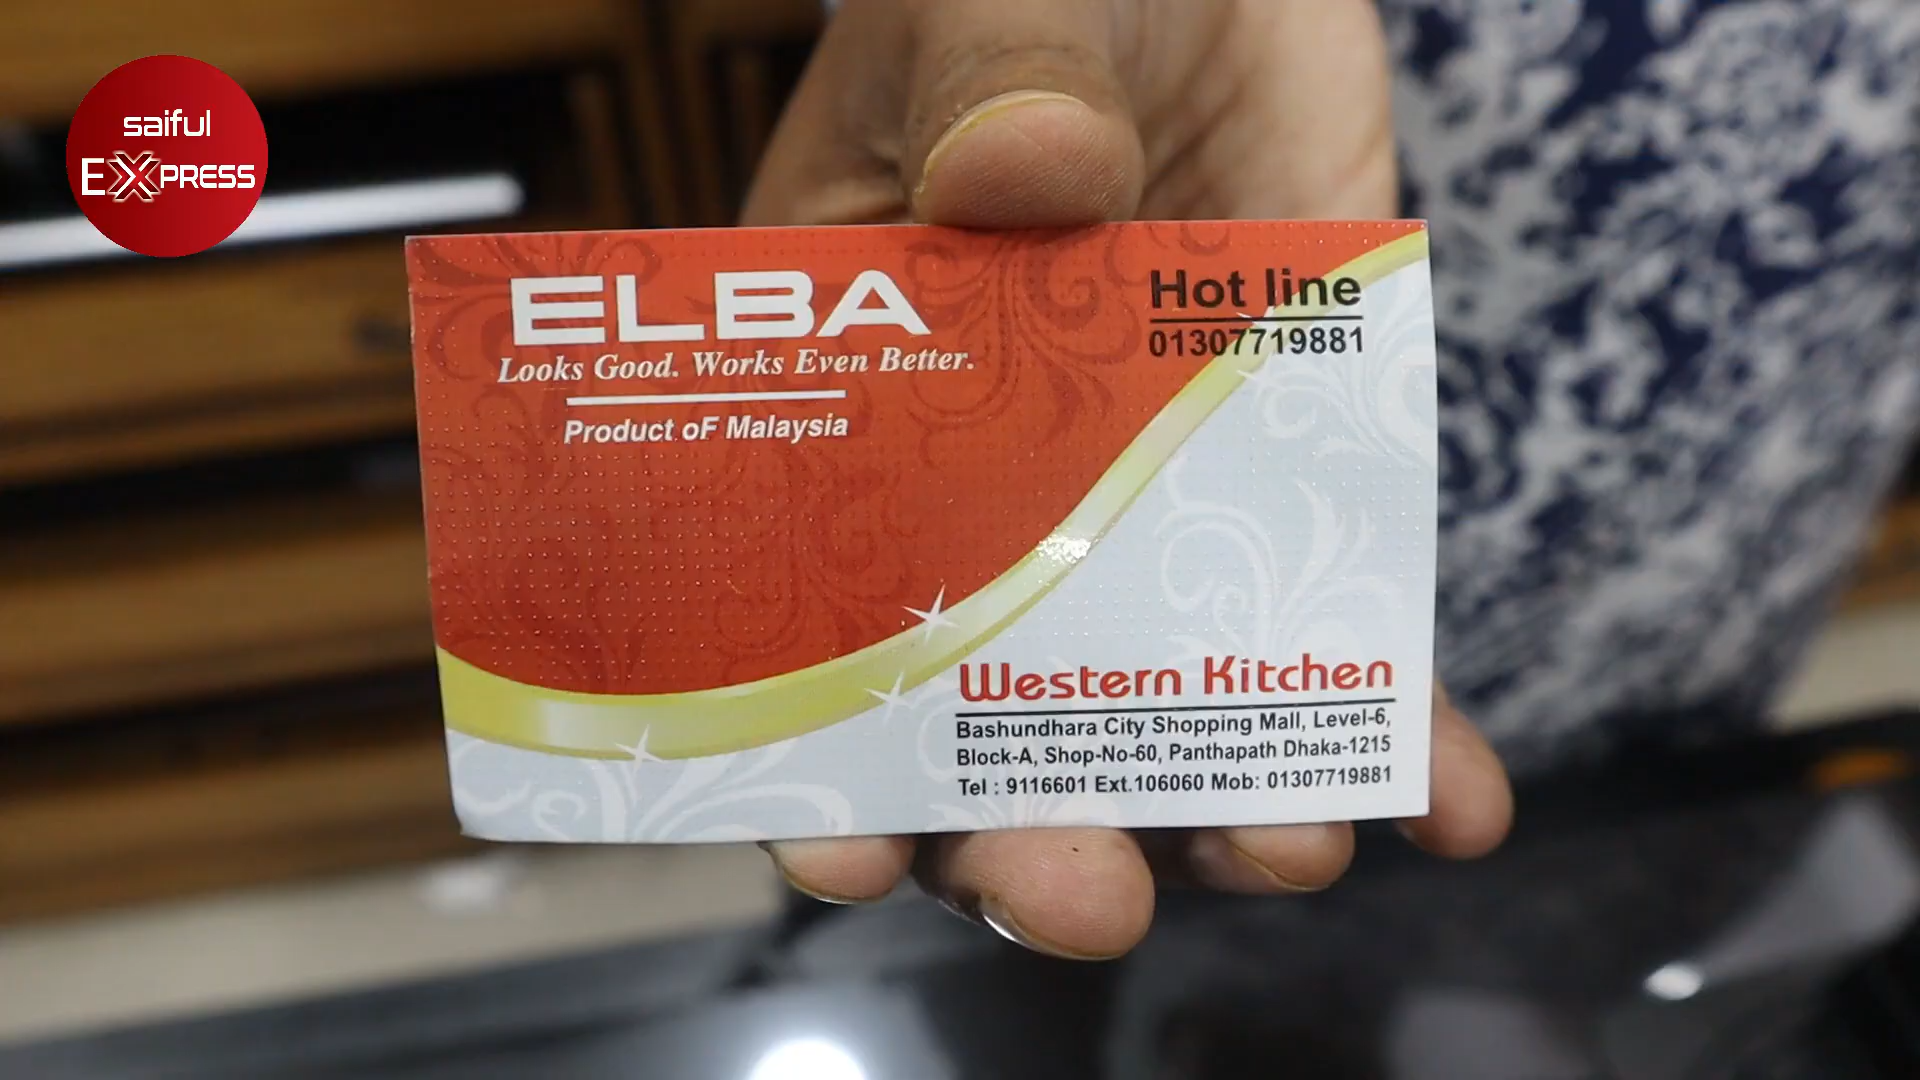 saiful
EXPRESS
ELBA
Looks Good. Works Even Better.
Product oF Malaysia
Hot line
01307719881
Western Kitchen
Bashundhara City Shopping Mall, Level-6,
Block-A, Shop-No-60, Panthapath Dhaka-1215
Tel : 9116601 Ext.106060 Mob: 01307719881